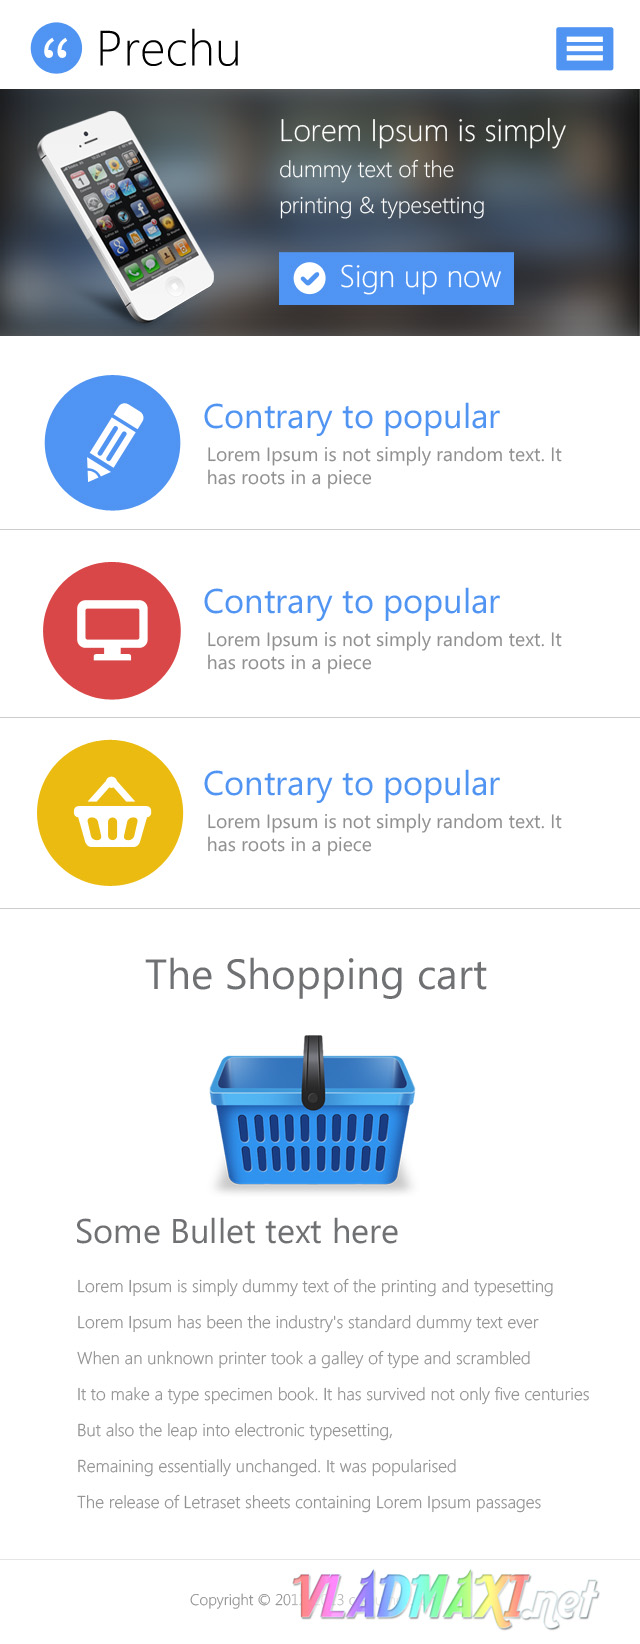 Prechu
Lorem Ipsum is simply
dummy text of the
printing & typesetting
Sign up now
Contrary to popular
Lorem Ipsum is not simply random text. It
has roots in a piece
Contrary to popular
Lorem Ipsum is not simply random text. It
has roots in a piece
Contrary to popular
Lorem Ipsum is not simply random text. It
has roots in a piece
The Shopping cart
Some Bullet text here
Lorem Ipsum is simply dummy text of the printing and typesetting
Lorem Ipsum has been the industry's standard dummy text ever
When an unknown printer took a galley of type and scrambled
It to make a type specimen book. It has survived not only five centuries
But also the leap into electronic typesetting,
Remaining essentially unchanged. It was popularised
The release of Letraset sheets containing Lorem Ipsum passages
Copyright ©
VLADMAXI.net